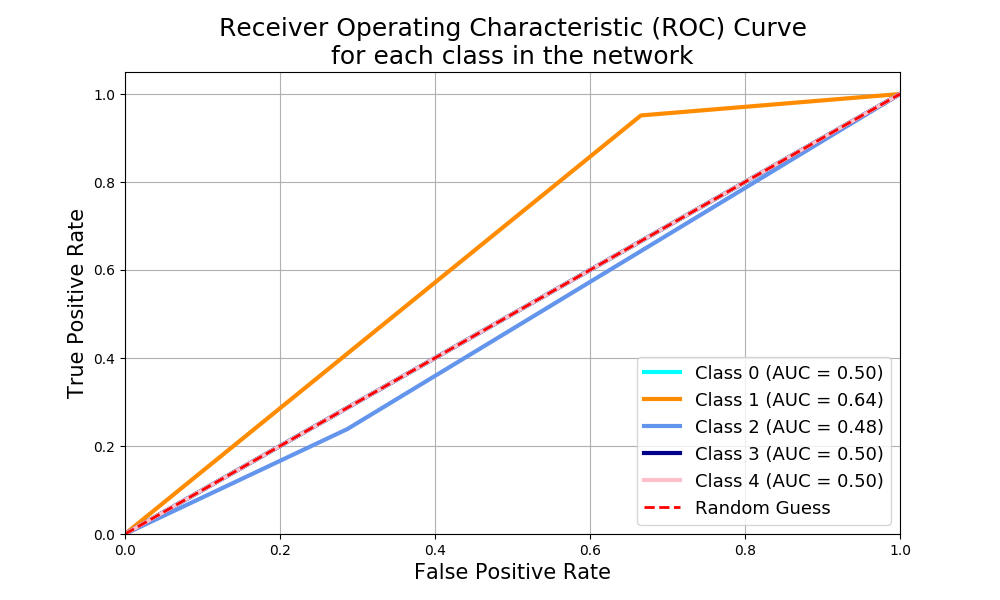 Receiver Operating Characteristic (ROC) Curve
for each class in the network
True Positive Rate
1.0
0.8
0.6
0.4
0.2
0.0
Class 0 (AUC = 0.50)
Class 1 (AUC = 0.64)
Class 2 (AUC = 0.48)
Class 3 (AUC = 0.50)
Class 4 (AUC = 0.50)
Random Guess
0.0 0.2 0.4 0.6 0.8 1.0
False Positive Rate